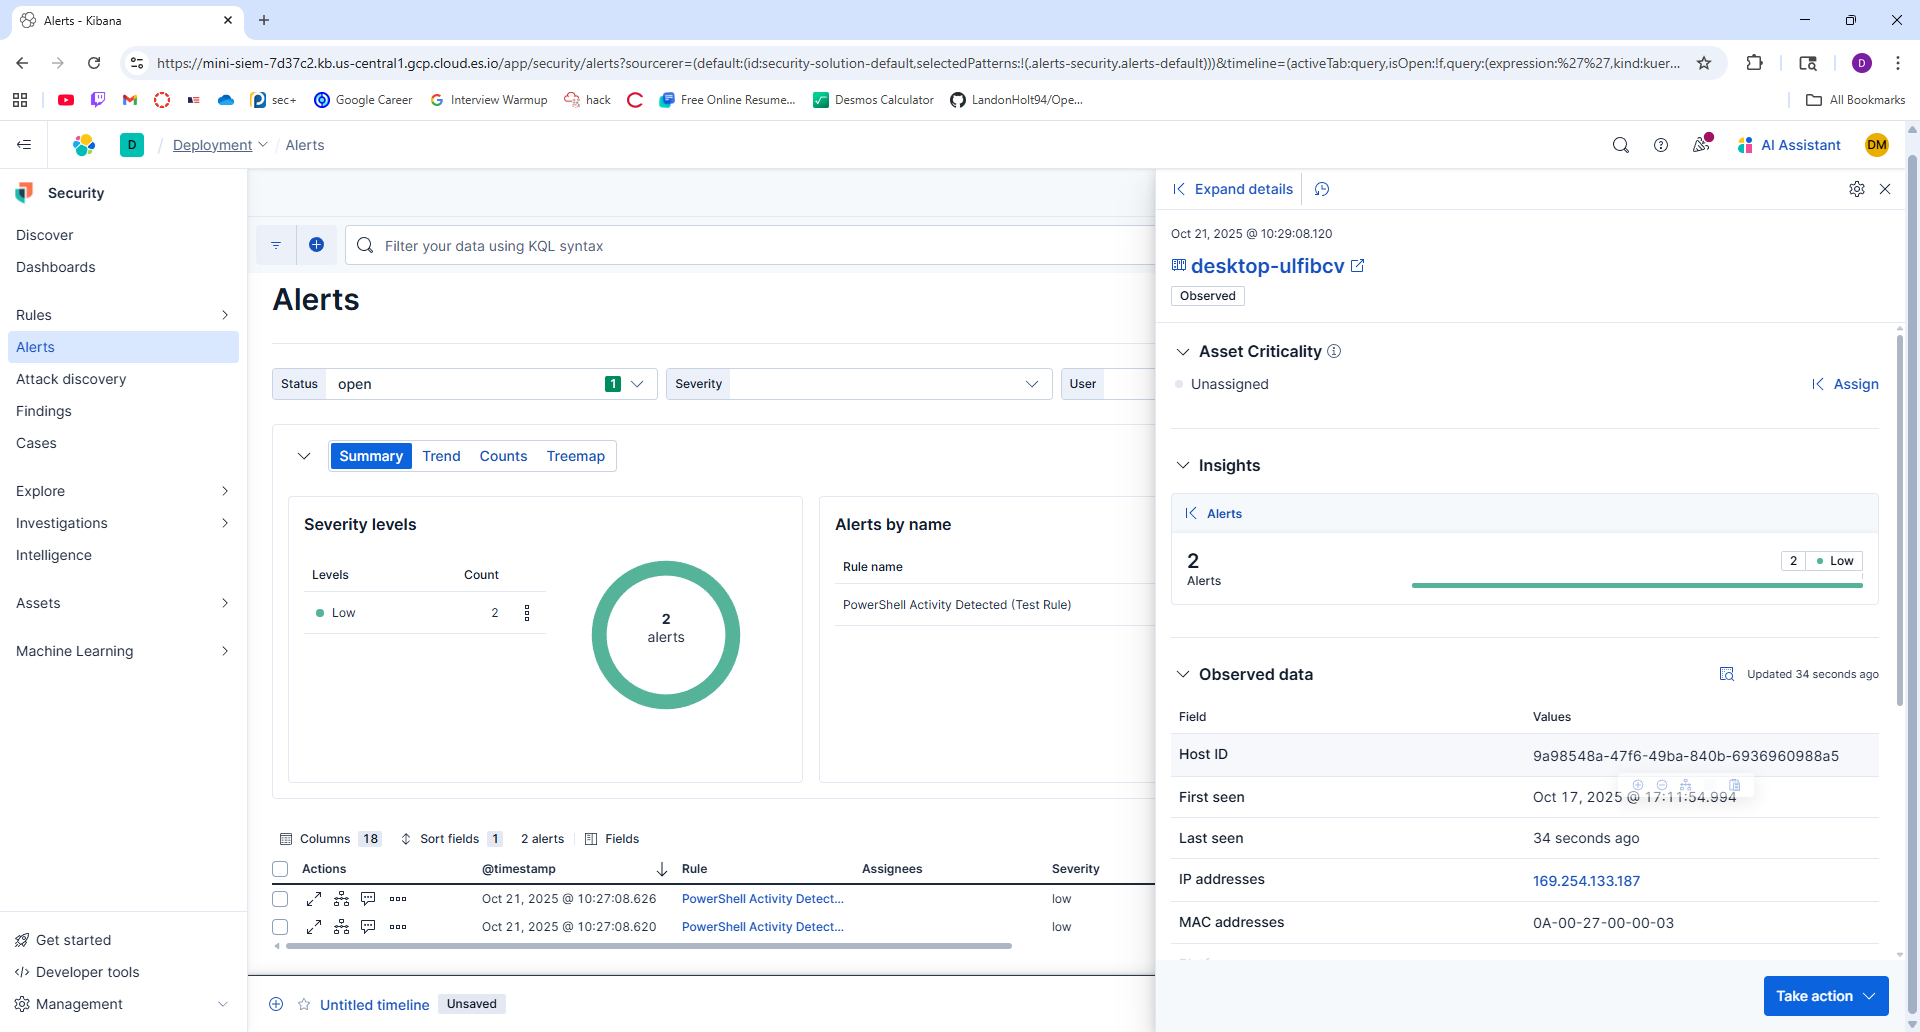 Alerts - Kibana
https://mini-siem-7d37c2.kb.us-central1.gcp.cloud.es.io/app/security/alerts?sourcerer=(default:(id:security-solution-default,selectedPatterns:!(.alerts-security.alerts-default)))&timeline=(activeTab:query,isOpen:!f,query:(expression:%27%27,kind:kuer...
D
sec+
Google Career
Interview Warmup
hack
Free Online Resume...
Desmos Calculator
LandonHolt94/Ope...
All Bookmarks
D / Deployment / Alerts
AI Assistant
DM
Security
Discover
Dashboards
Rules
Alerts
Attack discovery
Findings
Cases
Explore
Investigations
Intelligence
Assets
Machine Learning
Get started
Developer tools
Management
Filter your data using KQL syntax
Alerts
Status open 1
Severity
User
Summary Trend Counts Treemap
Severity levels
Levels Count
Low 2
2
alerts
Alerts by name
Rule name
PowerShell Activity Detected (Test Rule)
Columns 18 Sort fields 1 2 alerts Fields
Actions @timestamp Rule Assignees Severity
Oct 21, 2025 @ 10:27:08.626 PowerShell Activity Detect... low
Oct 21, 2025 @ 10:27:08.620 PowerShell Activity Detect... low
Untitled timeline Unsaved
Expand details
Oct 21, 2025 @ 10:29:08.120
desktop-ulfibcv
Observed
Asset Criticality
Unassigned
Assign
Insights
Alerts
2
Alerts
2 Low
Observed data
Updated 34 seconds ago
Field Values
Host ID 9a98548a-47f6-49ba-840b-6936960988a5
First seen Oct 17, 2025 @ 17:11:54.994
Last seen 34 seconds ago
IP addresses 169.254.133.187
MAC addresses 0A-00-27-00-00-03
Take action